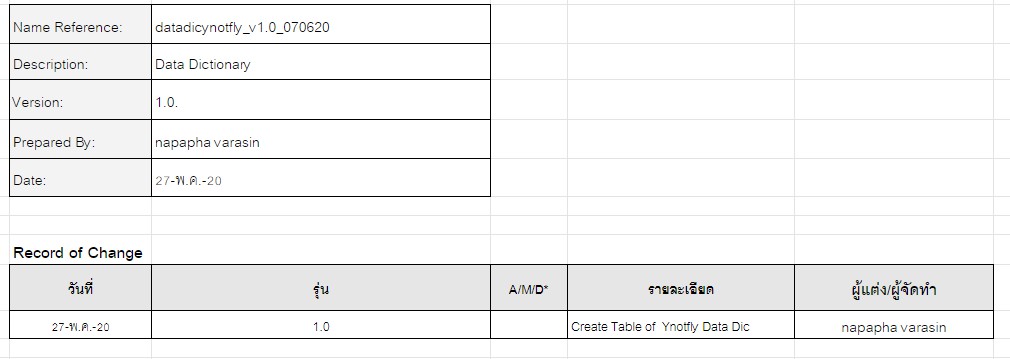 Name Reference: datadicynotfly_v1.0_070620
Description: Data Dictionary
Version: 1.0.
Prepared By: napapha varasin
Date: 27-พ.ค.-20
Record of Change
วันที่ รุ่น A/M/D* รายละเอียด ผู้แต่ง/ผู้จัดทำ
27-พ.ค.-20 1.0 Create Table of Ynotfly Data Dic napapha varasin